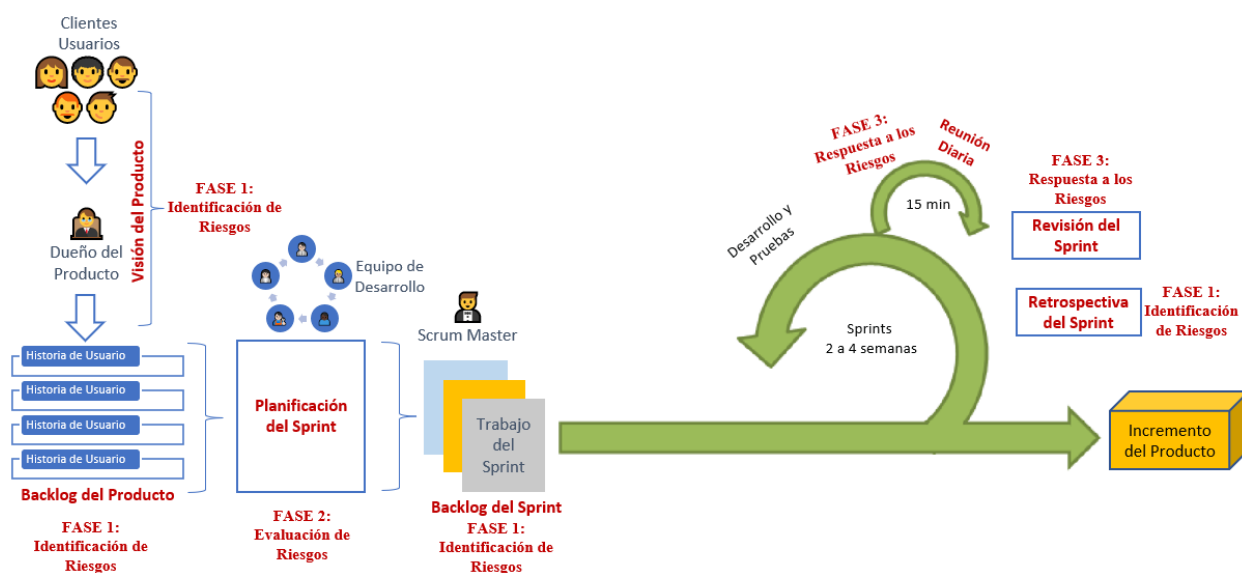 Clientes
Usuarios
Visión del Producto
FASE 1:
Identificación de
Riesgos
Dueño del
Producto
Historia de Usuario
Historia de Usuario
Historia de Usuario
Historia de Usuario
Backlog del Producto
FASE 1:
Identificación de
Riesgos
Equipo de
Desarrollo
Planificación
del Sprint
FASE 2:
Evaluación de
Riesgos
Scrum Master
Trabajo
del
Sprint
Backlog del Sprint
FASE 1:
Identificación de
Riesgos
Desarrollo y
Pruebas
Sprints
2 a 4 semanas
FASE 3:
Respuesta a los
Riesgos
Reunión
Diaria
15 min
FASE 3:
Respuesta a los
Riesgos
Revisión del
Sprint
Retrospectiva
del Sprint
FASE 1:
Identificación
de Riesgos
Incremento
del Producto